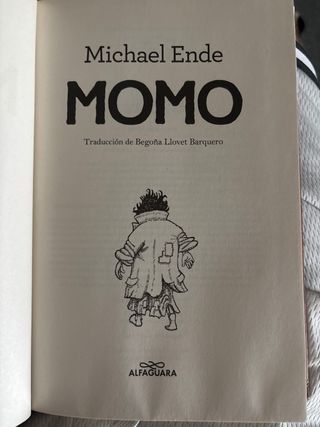 Michael Ende
MOMO
Traducción de Begoña Llovet Barquero
ALFAGUARA